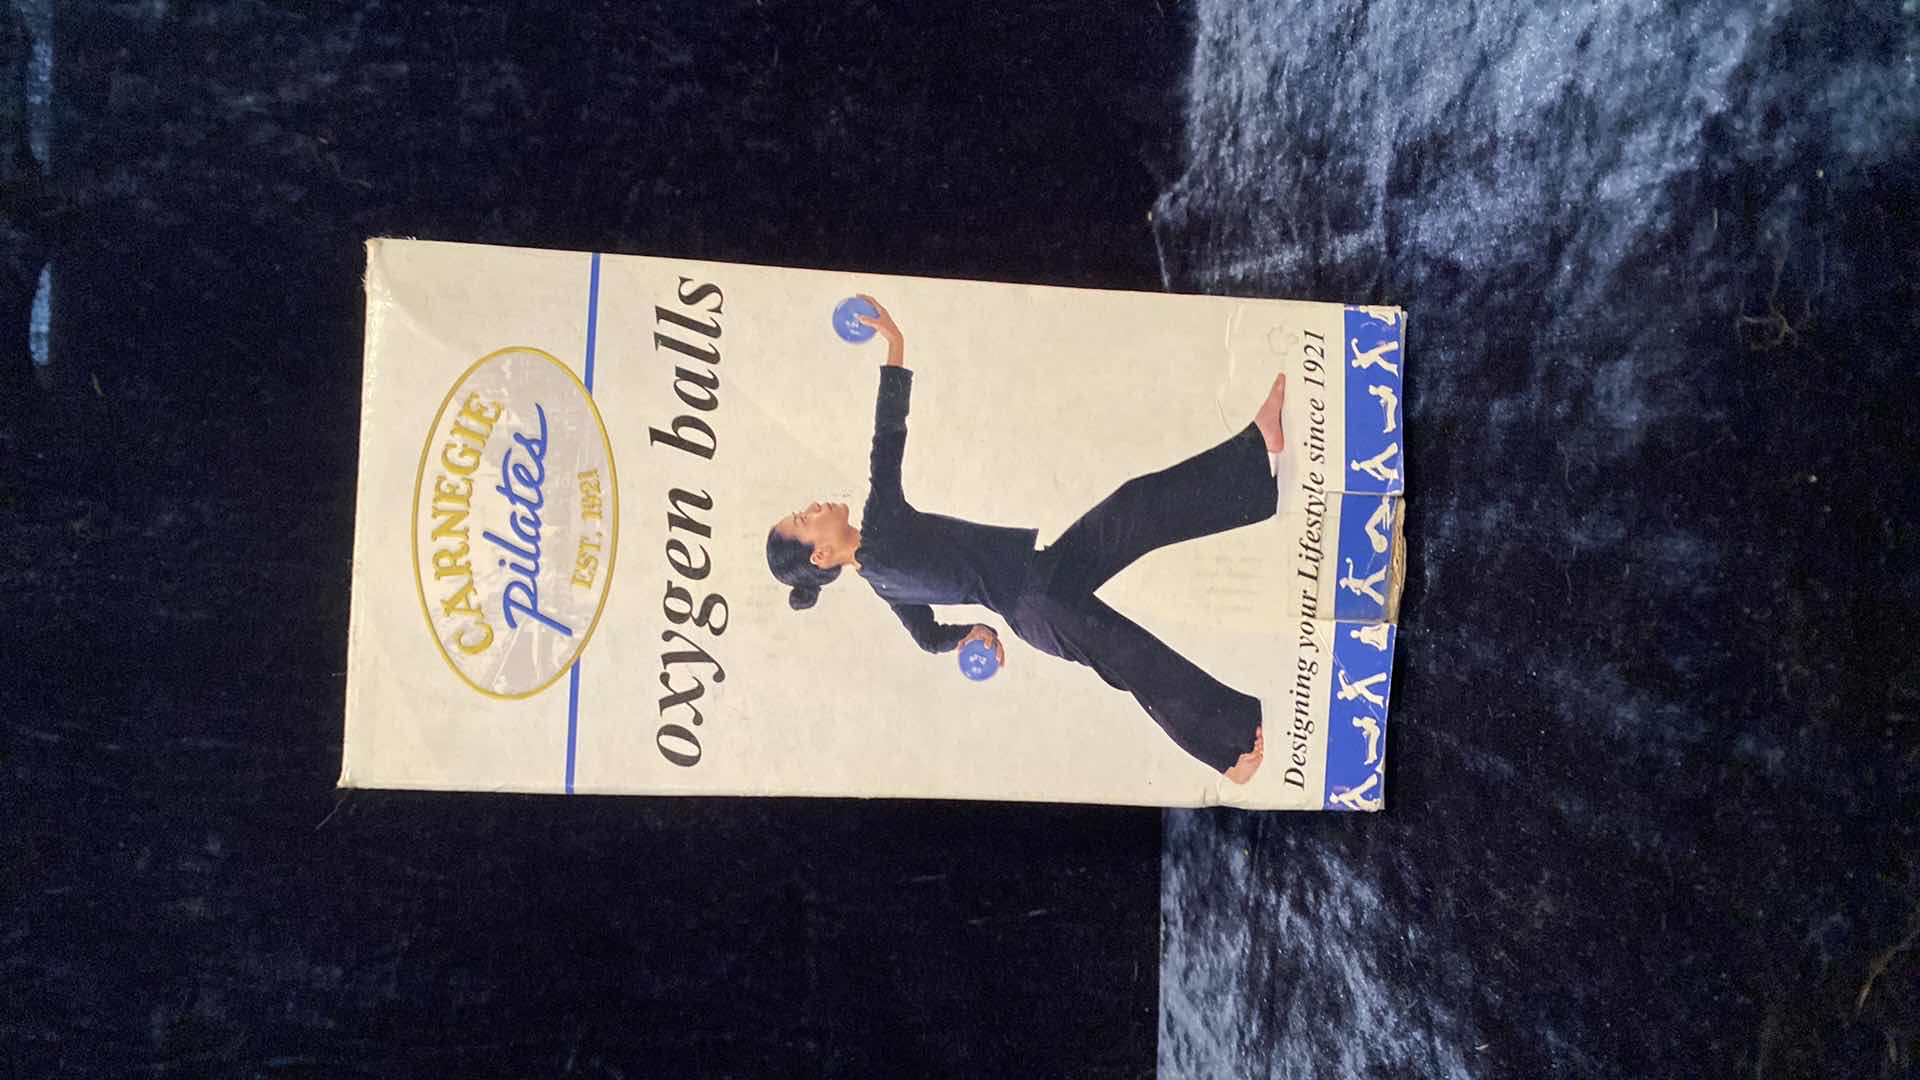 CARNEGIE
Pilates
EST. 1921
oxygen balls
Designing your Lifestyle since 1921